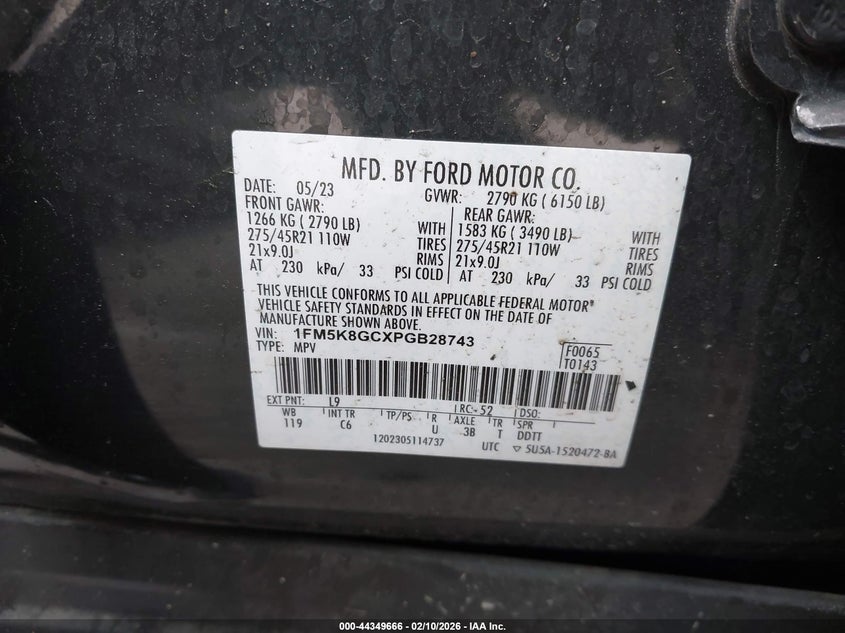 MFD. BY FORD MOTOR CO.
DATE: 05/23 GVWR: 2790 KG ( 6150 LB)
FRONT GAWR: REAR GAWR:
1266 KG ( 2790 LB) WITH 1583 KG ( 3490 LB) WITH
275/45R21 110W TIRES 275/45R21 110W TIRES
21x9.0J RIMS 21x9.0J RIMS
AT 230 kPa/ 33 PSI COLD AT 230 kPa/ 33 PSI COLD
THIS VEHICLE CONFORMS TO ALL APPLICABLE FEDERAL MOTOR
VEHICLE SAFETY STANDARDS IN EFFECT ON THE DATE OF
MANUFACTURE SHOWN ABOVE.
VIN: 1FM5K8GCXPGB28743
TYPE: MPV
F0065
T0143
EXT PNT: L9 RC: 52 DSO:
WB INT TR TP/PS R AXLE TR SPR
119 C6 U 3B T DDTT
1202305114737 UTC ▽ 5U5A-1520472-BA
000-44349666 - 02/10/2026 - IAA Inc.